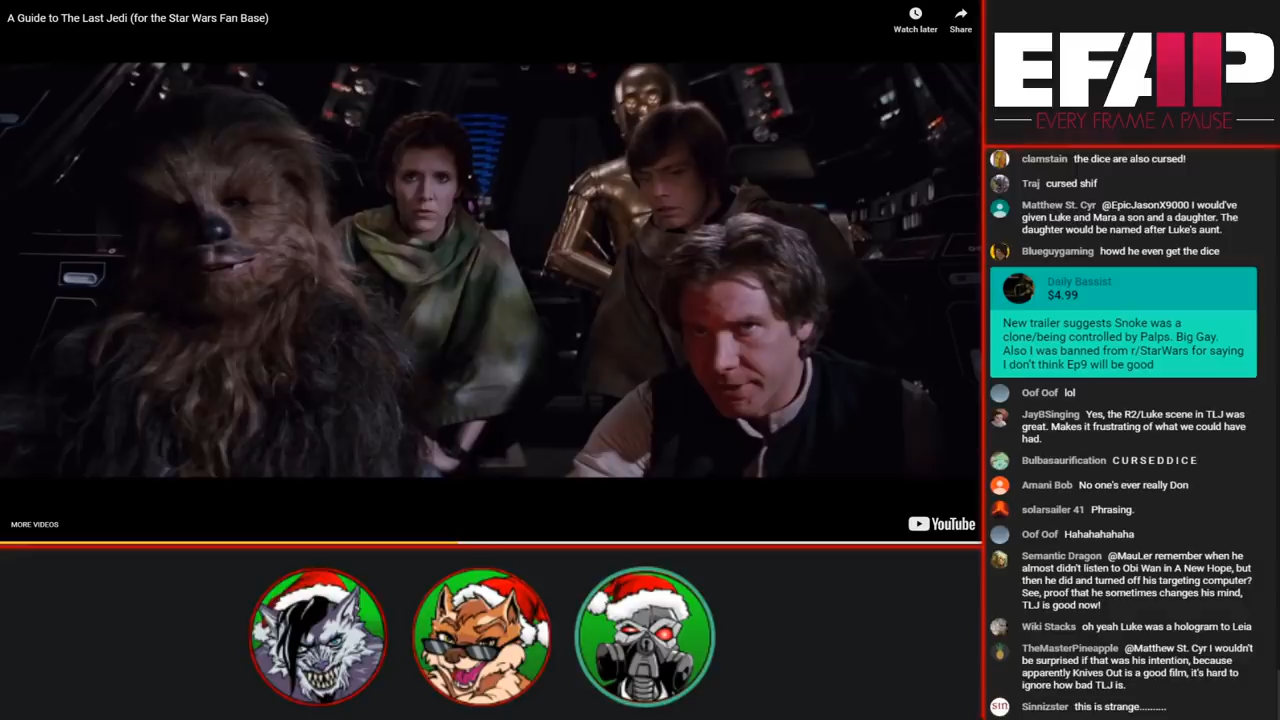 A Guide to The Last Jedi (for the Star Wars Fan Base)
Watch later
Share
MORE VIDEOS
YouTube
EFAP
EVERY FRAME A PAUSE
clamstain the dice are also cursed!
Traj cursed shif
Matthew St. Cyr @EpicJasonX9000 I would've
given Luke and Mara a son and a daughter. The
daughter would be named after Luke's aunt.
Blueguygaming howd he even get the dice
Daily Bassist
$4.99
New trailer suggests Snoke was a
clone/being controlled by Palps. Big Gay.
Also I was banned from r/StarWars for saying
I don't think Ep9 will be good
Oof Oof lol
JayBSinging Yes, the R2/Luke scene in TLJ was
great. Makes it frustrating of what we could have
had.
Bulbasaurification C U R S E D D I C E
Amani Bob No one's ever really Don
solarsailer 41 Phrasing.
Oof Oof Hahahahahaha
Semantic Dragon @MauLer remember when he
almost didn't listen to Obi Wan in A New Hope, but
then he did and turned off his targeting computer?
See, proof that he sometimes changes his mind,
TLJ is good now!
Wiki Stacks oh yeah Luke was a hologram to Leia
TheMasterPineapple @Matthew St. Cyr I wouldn't
be surprised if that was his intention, because
apparently Knives Out is a good film, it's hard to
ignore how bad TLJ is.
sin
Sinnizster this is strange..........